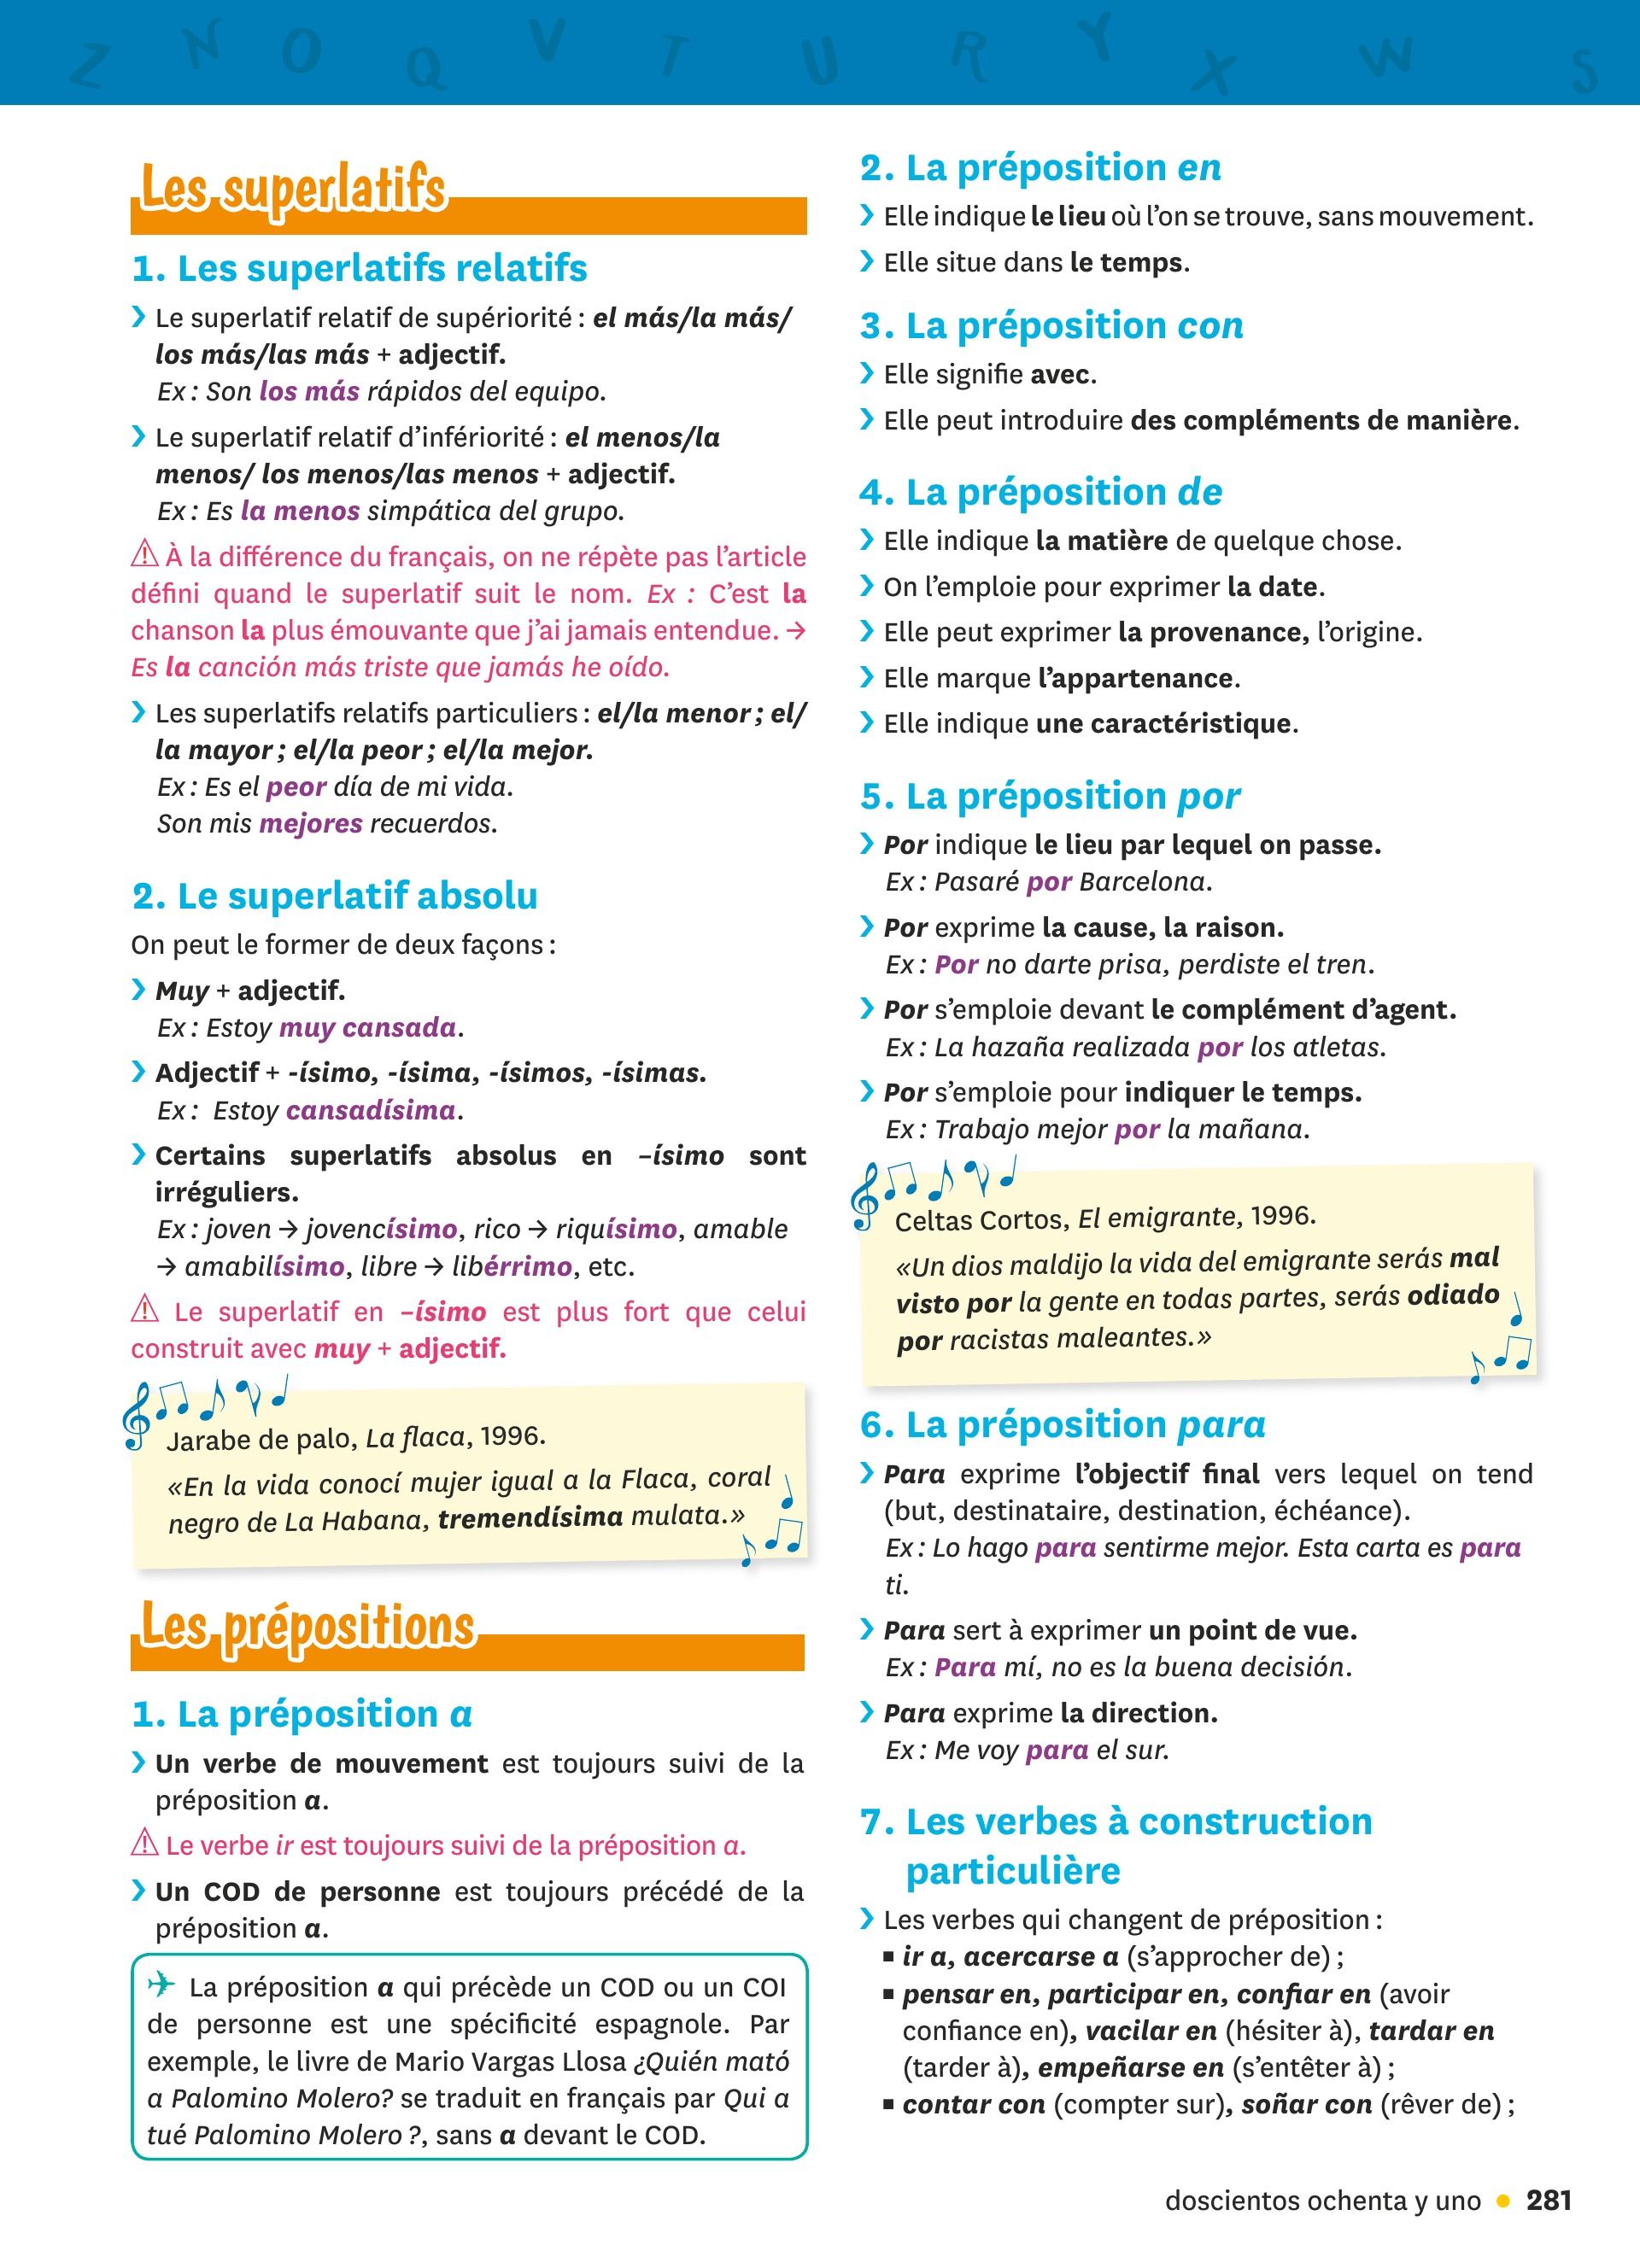 Z N O Q V T U R Y X W S
Les superlatifs
1. Les superlatifs relatifs
› Le superlatif relatif de supériorité : el más/la más/
los más/las más + adjectif.
Ex : Son los más rápidos del equipo.
› Le superlatif relatif d’infériorité : el menos/la
menos/ los menos/las menos + adjectif.
Ex : Es la menos simpática del grupo.
⚠ À la différence du français, on ne répète pas l’article
défini quand le superlatif suit le nom. Ex : C’est la
chanson la plus émouvante que j’ai jamais entendue. →
Es la canción más triste que jamás he oído.
› Les superlatifs relatifs particuliers : el/la menor ; el/
la mayor ; el/la peor ; el/la mejor.
Ex : Es el peor día de mi vida.
Son mis mejores recuerdos.
2. Le superlatif absolu
On peut le former de deux façons :
› Muy + adjectif.
Ex : Estoy muy cansada.
› Adjectif + -ísimo, -ísima, -ísimos, -ísimas.
Ex : Estoy cansadísima.
› Certains superlatifs absolus en –ísimo sont
irréguliers.
Ex : joven → jovencísimo, rico → riquísimo, amable
→ amabilísimo, libre → libérrimo, etc.
⚠ Le superlatif en –ísimo est plus fort que celui
construit avec muy + adjectif.
Jarabe de palo, La flaca, 1996.
«En la vida conocí mujer igual a la Flaca, coral
negro de La Habana, tremendísima mulata.»
Les prépositions
1. La préposition a
› Un verbe de mouvement est toujours suivi de la
préposition a.
⚠ Le verbe ir est toujours suivi de la préposition a.
› Un COD de personne est toujours précédé de la
préposition a.
✈ La préposition a qui précède un COD ou un COI
de personne est une spécificité espagnole. Par
exemple, le livre de Mario Vargas Llosa ¿Quién mató
a Palomino Molero? se traduit en français par Qui a
tué Palomino Molero ?, sans a devant le COD.
2. La préposition en
› Elle indique le lieu où l’on se trouve, sans mouvement.
› Elle situe dans le temps.
3. La préposition con
› Elle signifie avec.
› Elle peut introduire des compléments de manière.
4. La préposition de
› Elle indique la matière de quelque chose.
› On l’emploie pour exprimer la date.
› Elle peut exprimer la provenance, l’origine.
› Elle marque l’appartenance.
› Elle indique une caractéristique.
5. La préposition por
› Por indique le lieu par lequel on passe.
Ex : Pasaré por Barcelona.
› Por exprime la cause, la raison.
Ex : Por no darte prisa, perdiste el tren.
› Por s’emploie devant le complément d’agent.
Ex : La hazaña realizada por los atletas.
› Por s’emploie pour indiquer le temps.
Ex : Trabajo mejor por la mañana.
Celtas Cortos, El emigrante, 1996.
«Un dios maldijo la vida del emigrante serás mal
visto por la gente en todas partes, serás odiado
por racistas maleantes.»
6. La préposition para
› Para exprime l’objectif final vers lequel on tend
(but, destinataire, destination, échéance).
Ex : Lo hago para sentirme mejor. Esta carta es para
ti.
› Para sert à exprimer un point de vue.
Ex : Para mí, no es la buena decisión.
› Para exprime la direction.
Ex : Me voy para el sur.
7. Les verbes à construction
particulière
› Les verbes qui changent de préposition :
▪ ir a, acercarse a (s’approcher de) ;
▪ pensar en, participar en, confiar en (avoir
confiance en), vacilar en (hésiter à), tardar en
(tarder à), empeñarse en (s’entêter à) ;
▪ contar con (compter sur), soñar con (rêver de) ;
doscientos ochenta y uno • 281